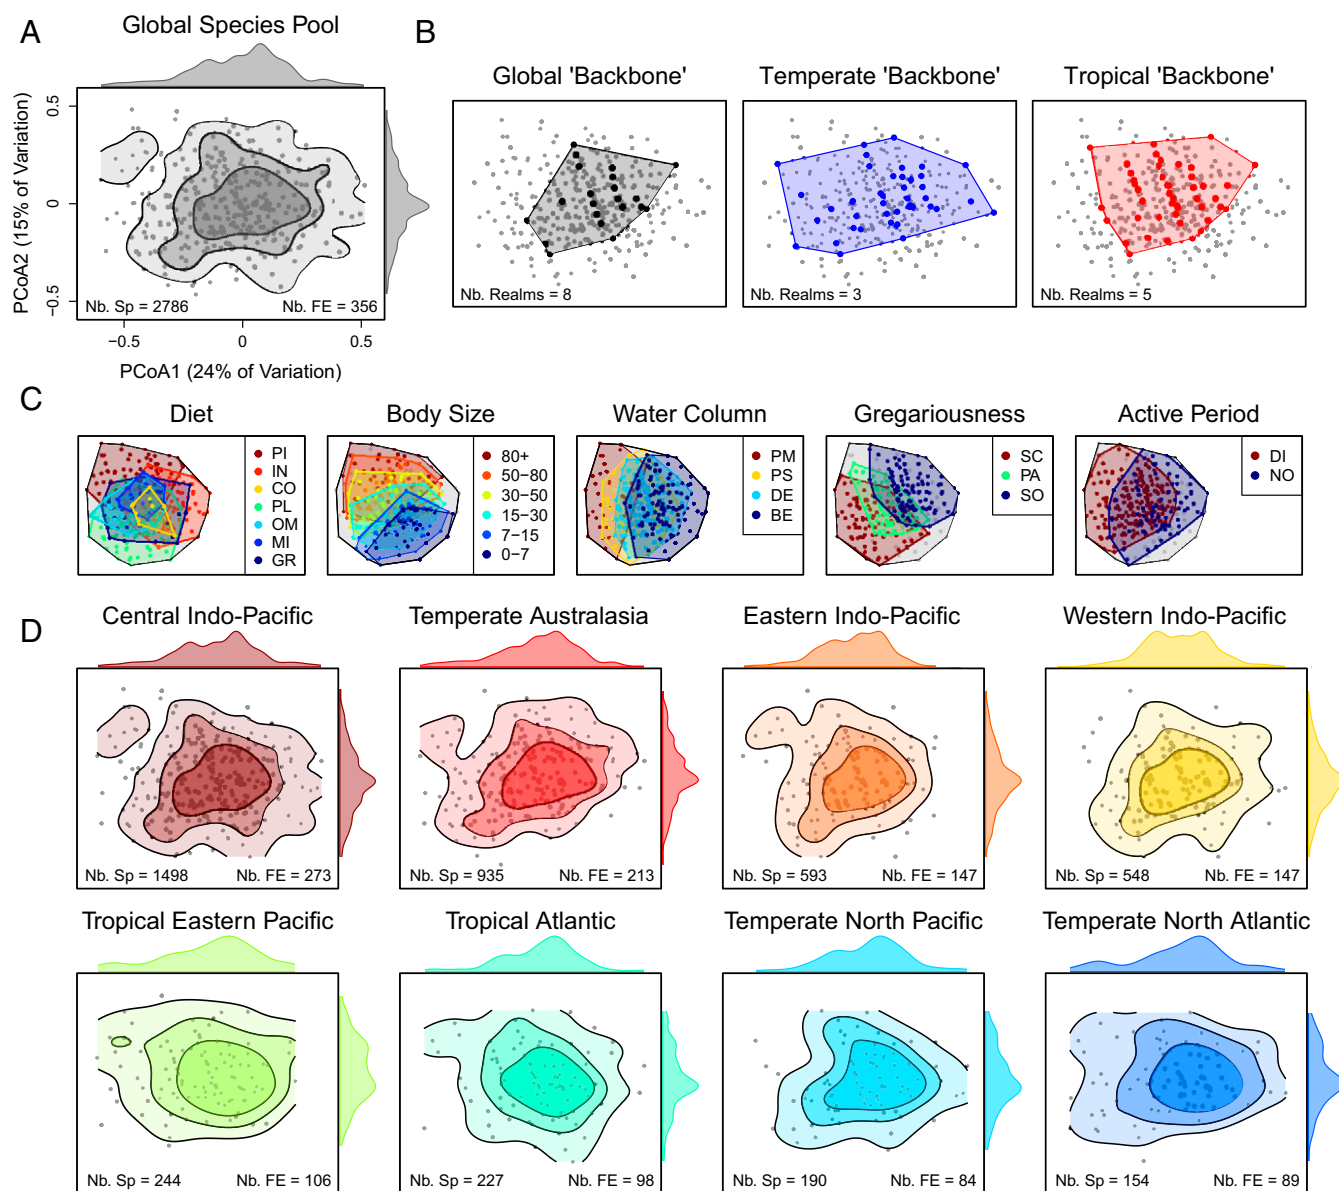 A
Global Species Pool
PCoA2 (15% of Variation)
0.5
0
−0.5
Nb. Sp = 2786
Nb. FE = 356
−0.5
0
0.5
PCoA1 (24% of Variation)
B
Global 'Backbone'
Temperate 'Backbone'
Tropical 'Backbone'
Nb. Realms = 8
Nb. Realms = 3
Nb. Realms = 5
C
Diet
PI
IN
CO
PL
OM
MI
GR
Body Size
80+
50−80
30−50
15−30
7−15
0−7
Water Column
PM
PS
DE
BE
Gregariousness
SC
PA
SO
Active Period
DI
NO
D
Central Indo-Pacific
Nb. Sp = 1498
Nb. FE = 273
Temperate Australasia
Nb. Sp = 935
Nb. FE = 213
Eastern Indo-Pacific
Nb. Sp = 593
Nb. FE = 147
Western Indo-Pacific
Nb. Sp = 548
Nb. FE = 147
Tropical Eastern Pacific
Nb. Sp = 244
Nb. FE = 106
Tropical Atlantic
Nb. Sp = 227
Nb. FE = 98
Temperate North Pacific
Nb. Sp = 190
Nb. FE = 84
Temperate North Atlantic
Nb. Sp = 154
Nb. FE = 89